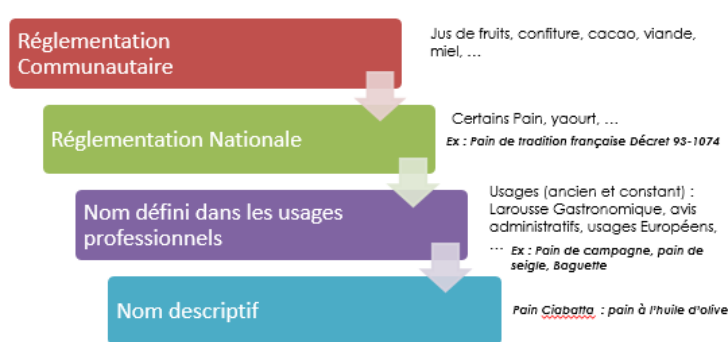 Réglementation
Communautaire
Jus de fruits, confiture, cacao, viande,
miel, ...
Réglementation Nationale
Certains Pain, yaourt, ...
Ex : Pain de tradition française Décret 93-1074
Nom défini dans les usages
professionnels
Usages (ancien et constant) :
Larousse Gastronomique, avis
administratifs, usages Européens,
... Ex : Pain de campagne, pain de
seigle, Baguette
Nom descriptif
Pain Ciabatta : pain à l'huile d'olive